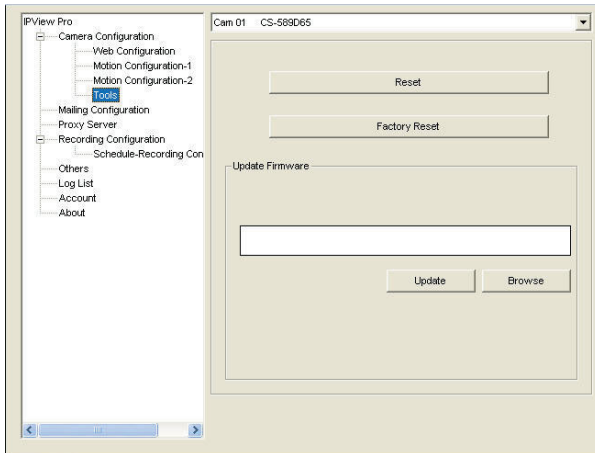 IPView Pro
Camera Configuration
Web Configuration
Motion Configuration-1
Motion Configuration-2
Tools
Mailing Configuration
Proxy Server
Recording Configuration
Schedule-Recording Con
Others
Log List
Account
About
Cam 01 CS-589D65
Reset
Factory Reset
Update Firmware
Update Browse